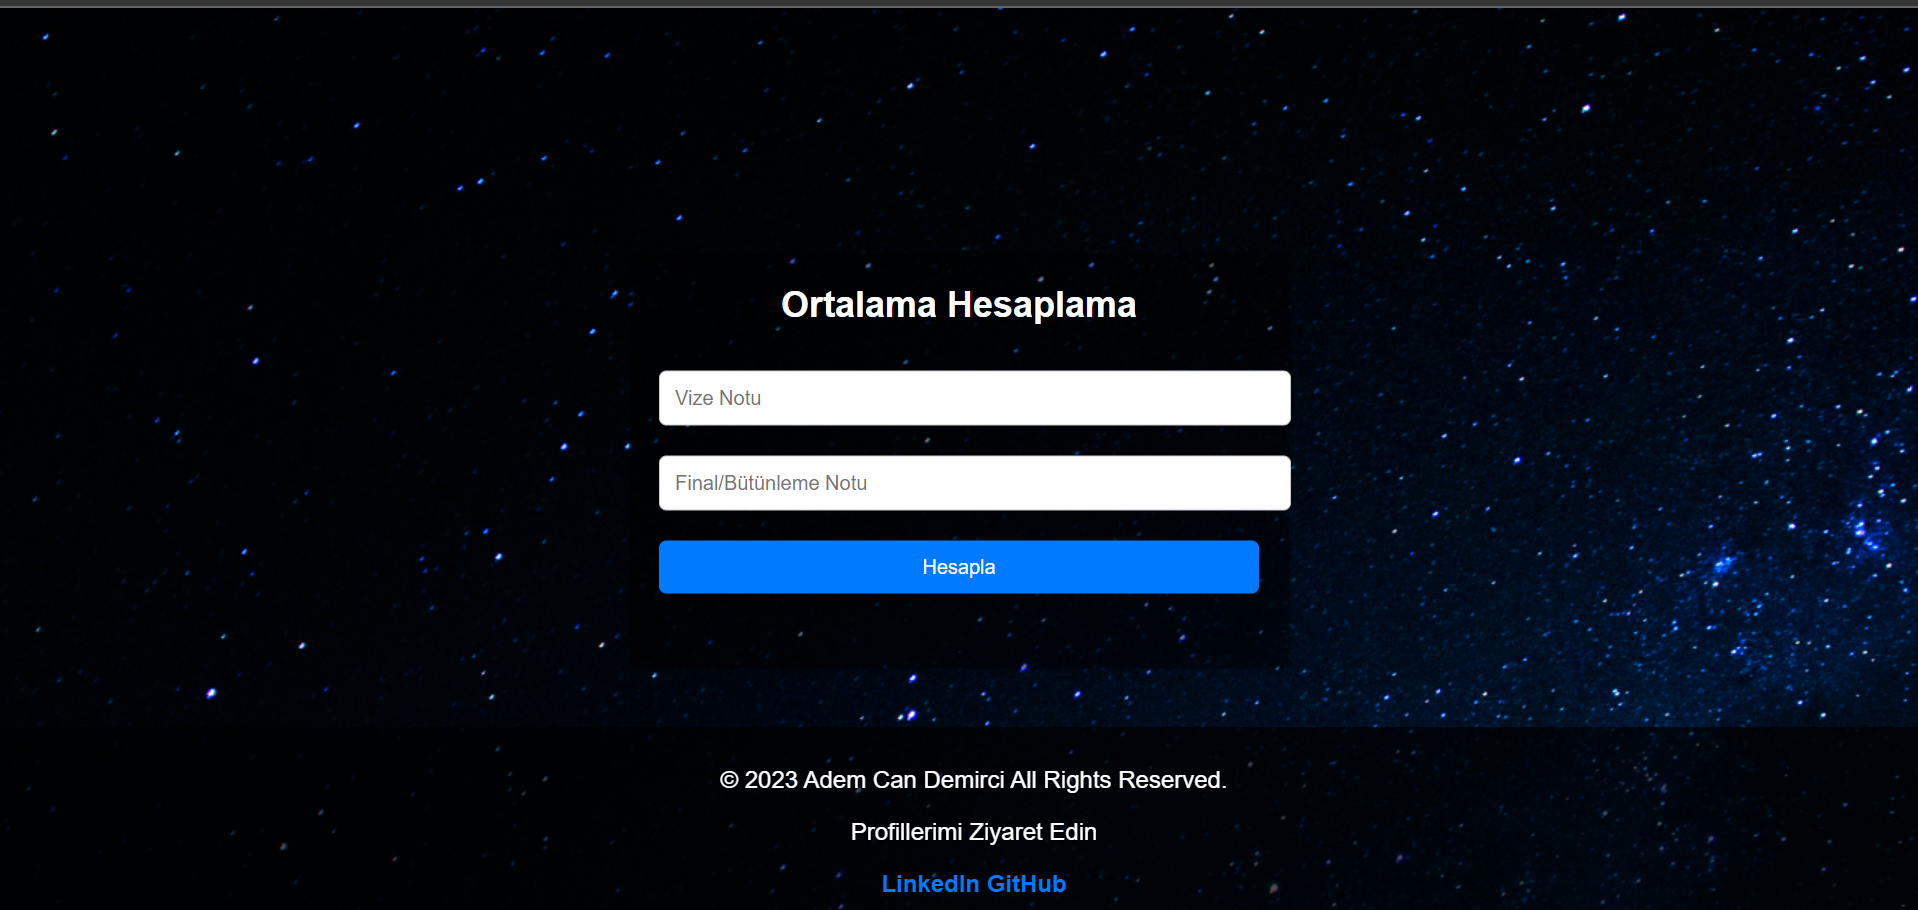 Ortalama Hesaplama
Vize Notu
Final/Bütünleme Notu
Hesapla
© 2023 Adem Can Demirci All Rights Reserved.
Profillerimi Ziyaret Edin
LinkedIn GitHub